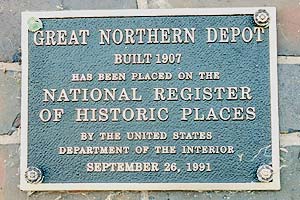 GREAT NORTHERN DEPOT
BUILT 1907
HAS BEEN PLACED ON THE
NATIONAL REGISTER
OF HISTORIC PLACES
BY THE UNITED STATES
DEPARTMENT OF THE INTERIOR
SEPTEMBER 26, 1991